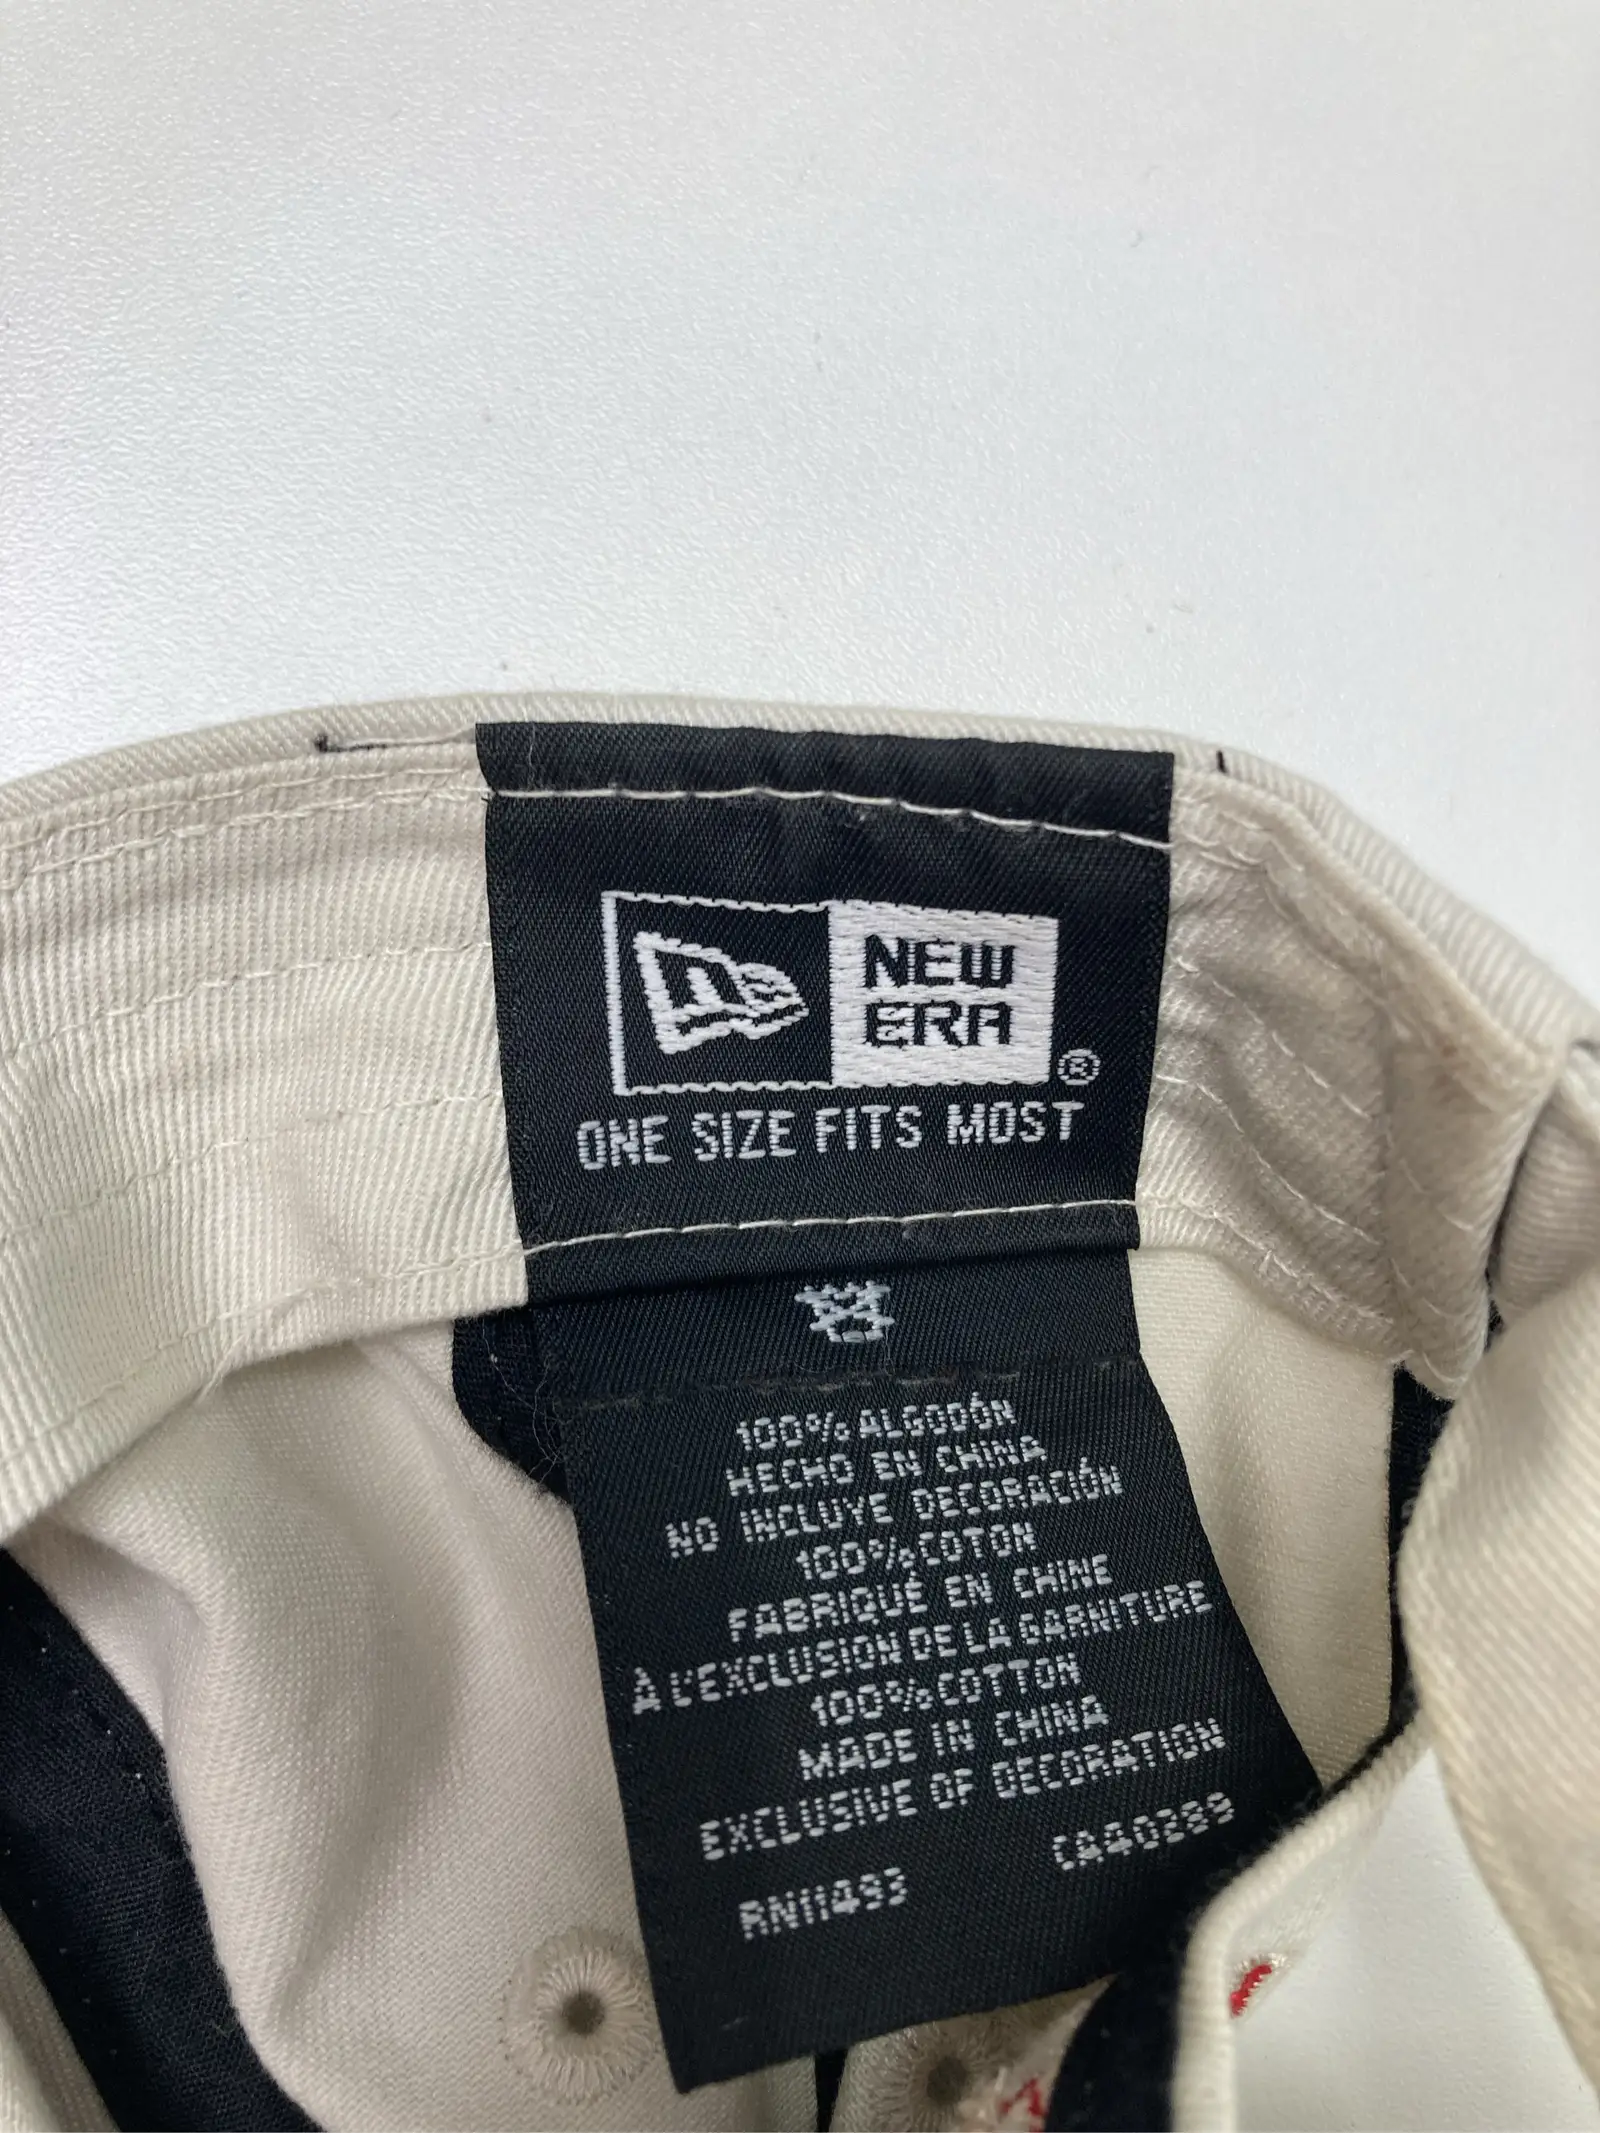 NEW
ERA
®
ONE SIZE FITS MOST
100% ALGODÓN
HECHO EN CHINA
NO INCLUYE DECORACIÓN
100% COTON
FABRIQUÉ EN CHINE
À L'EXCLUSION DE LA GARNITURE
100% COTTON
MADE IN CHINA
EXCLUSIVE OF DECORATION
RN11493 CA40289